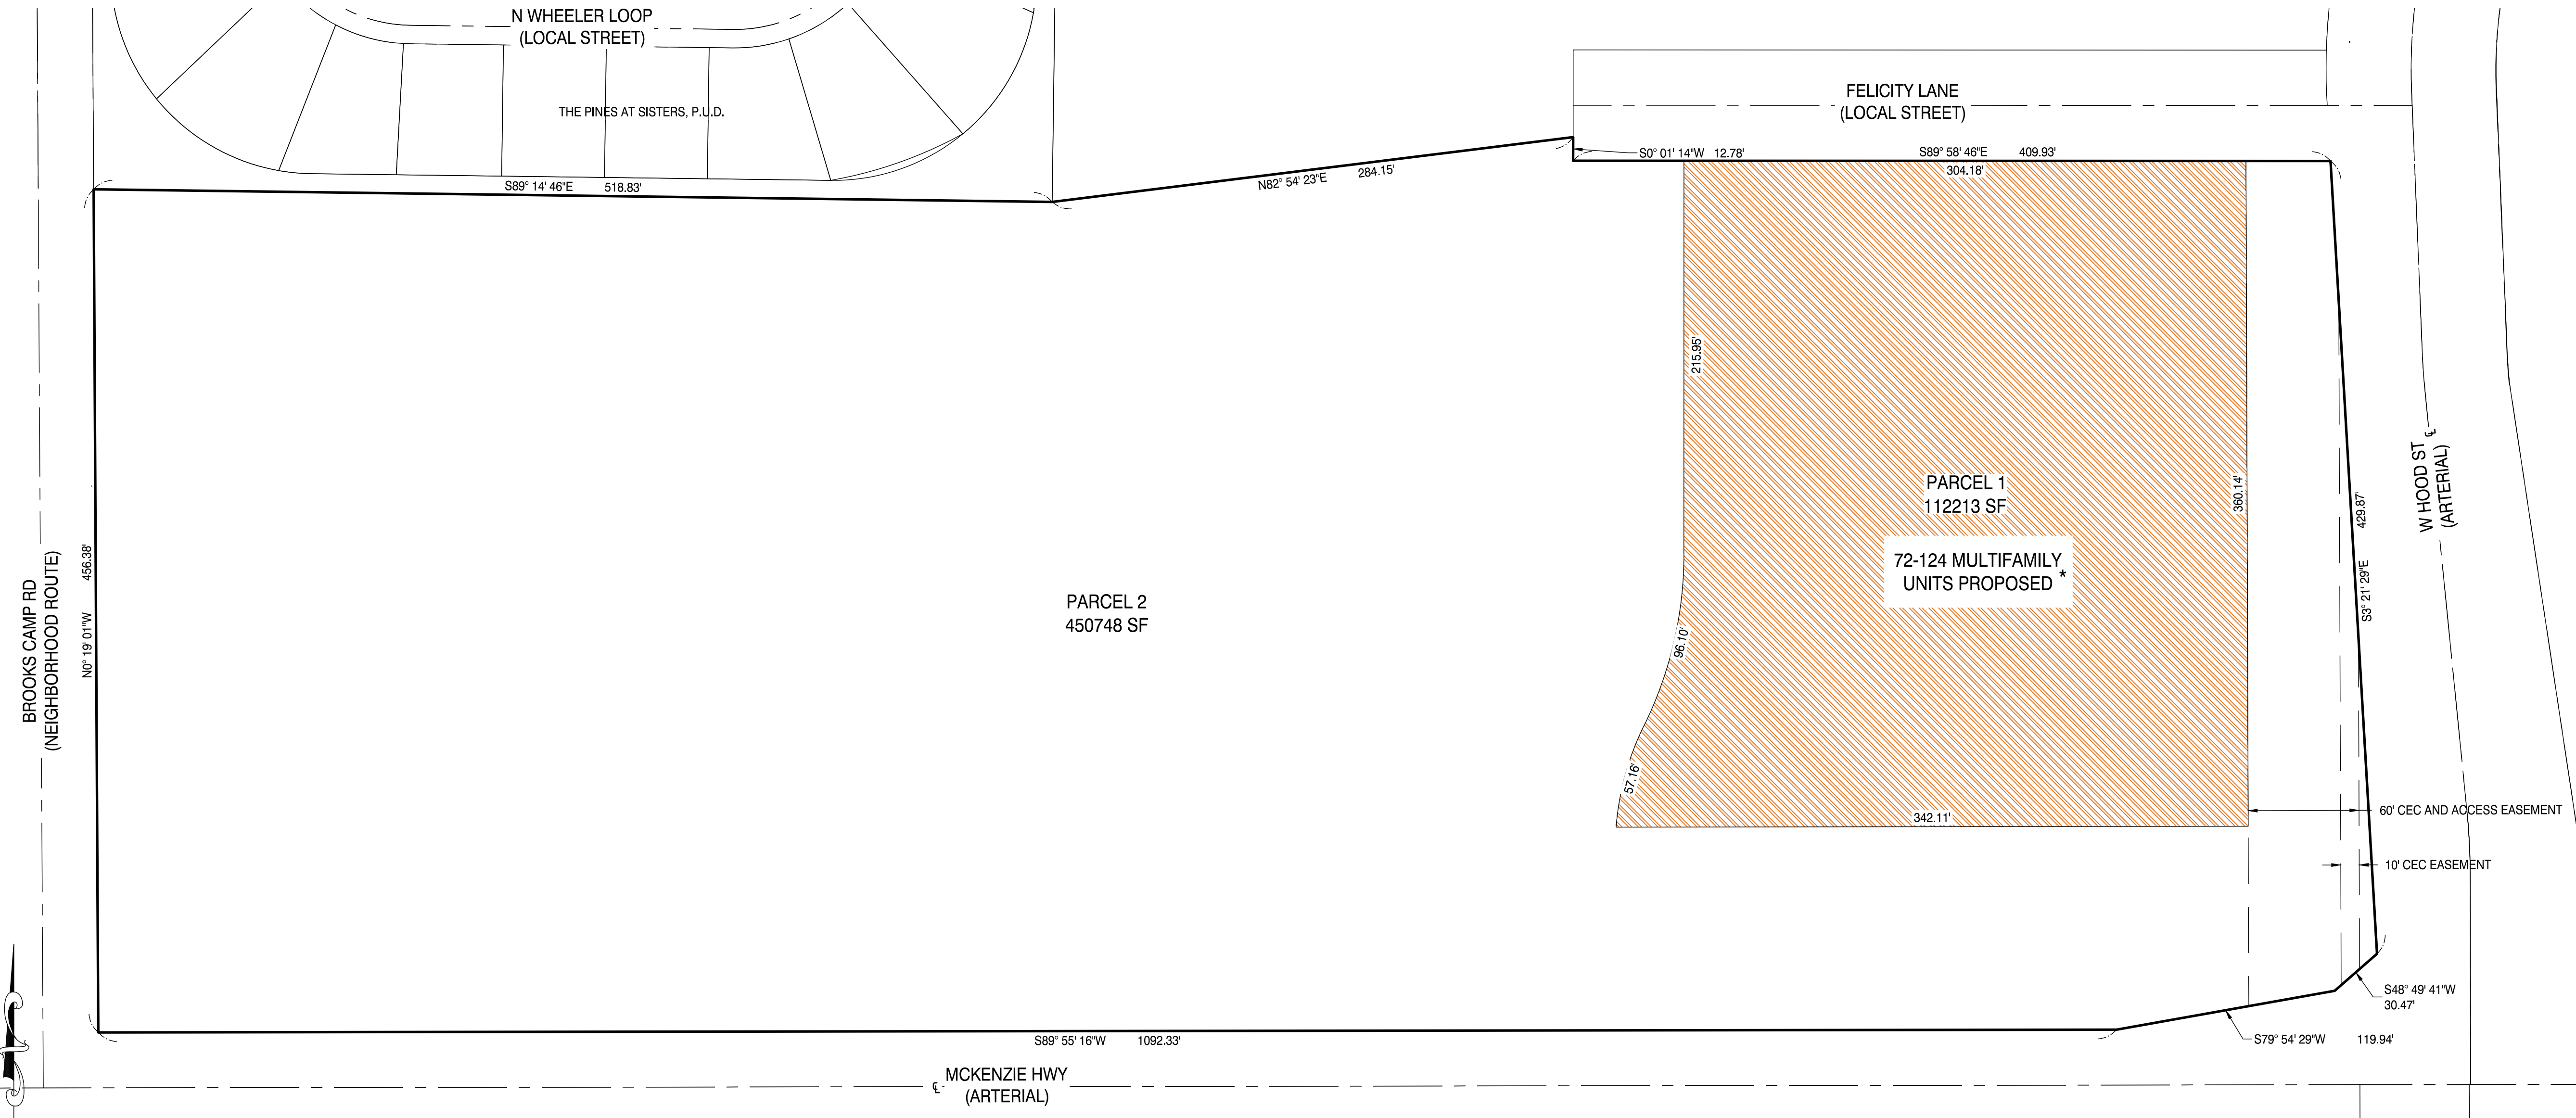 N WHEELER LOOP
(LOCAL STREET)
THE PINES AT SISTERS, P.U.D.
FELICITY LANE
(LOCAL STREET)
S0° 01' 14"W 12.78'
S89° 58' 46"E 409.93'
304.18'
N82° 54' 23"E 284.15'
S89° 14' 46"E 518.83'
215.95'
PARCEL 1
112213 SF
72-124 MULTIFAMILY
UNITS PROPOSED *
360.14'
S3° 21' 29"E 429.87'
W HOOD ST ℄
(ARTERIAL)
BROOKS CAMP RD
(NEIGHBORHOOD ROUTE)
N0° 19' 01"W 456.38'
PARCEL 2
450748 SF
96.10'
57.16'
342.11'
60' CEC AND ACCESS EASEMENT
10' CEC EASEMENT
S48° 49' 41"W
30.47'
S79° 54' 29"W 119.94'
S89° 55' 16"W 1092.33'
℄ MCKENZIE HWY
(ARTERIAL)